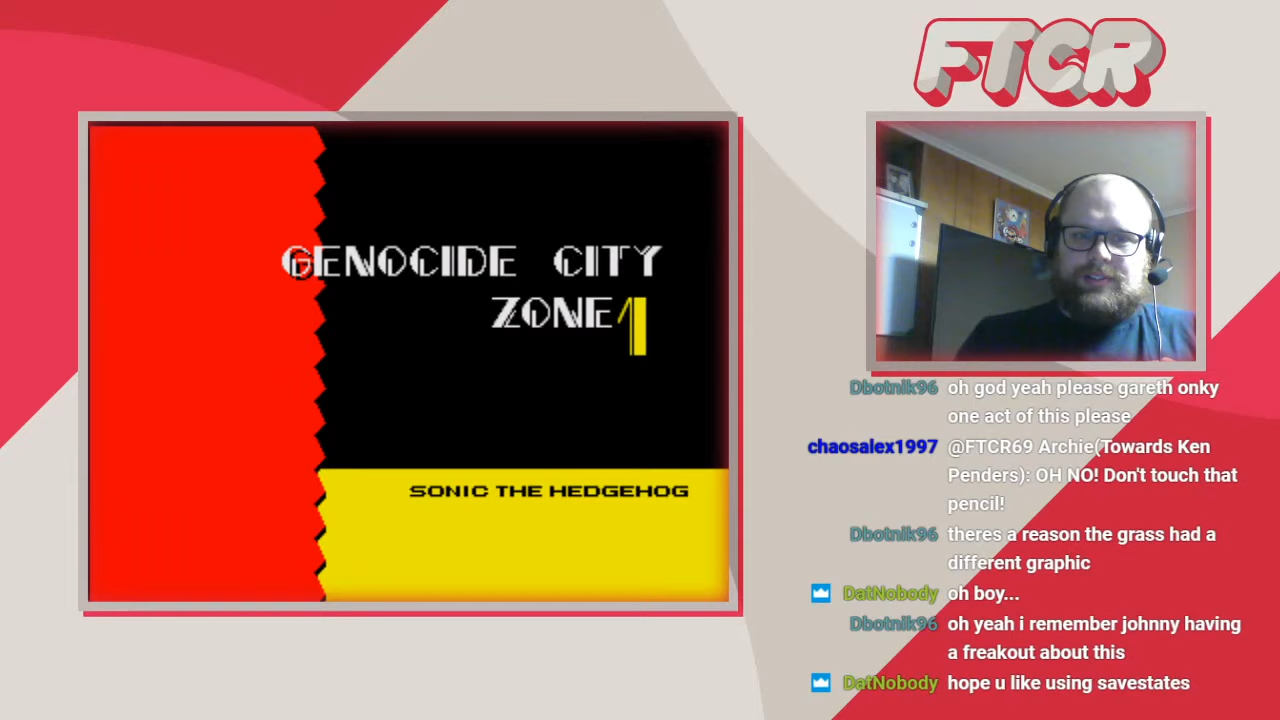 FTCR
GENOCIDE CITY
ZONE 1
SONIC THE HEDGEHOG
Dbotnik96 oh god yeah please gareth onky
one act of this please
chaosalex1997 @FTCR69 Archie(Towards Ken
Penders): OH NO! Don't touch that
pencil!
Dbotnik96 theres a reason the grass had a
different graphic
DatNobody oh boy...
Dbotnik96 oh yeah i remember johnny having
a freakout about this
DatNobody hope u like using savestates